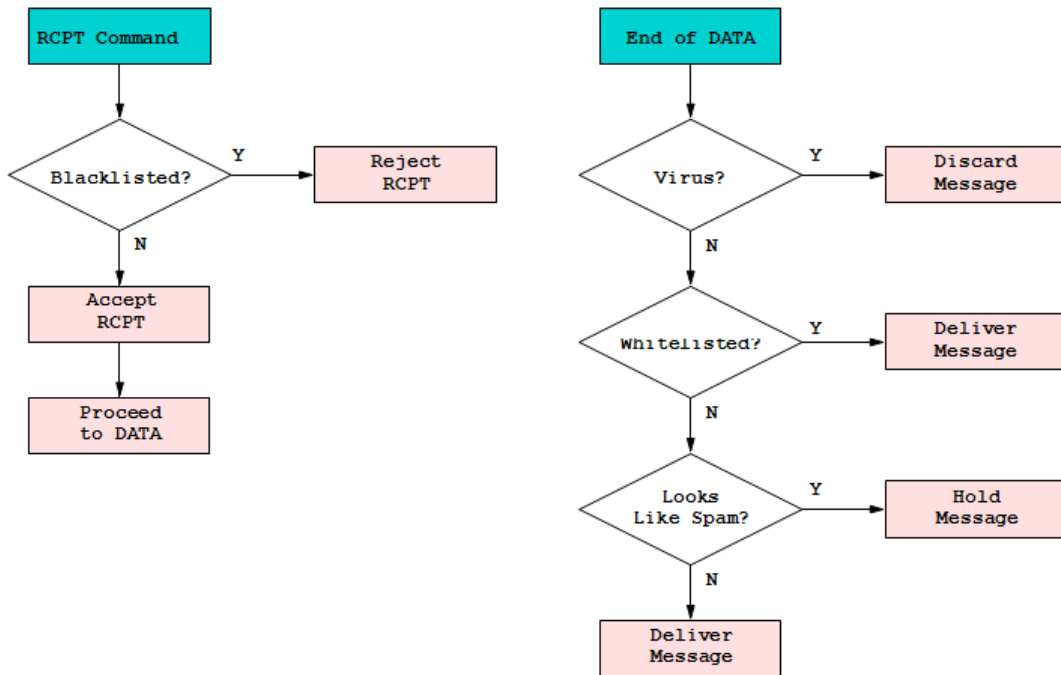 RCPT Command
Blacklisted?
Y
Reject
RCPT
N
Accept
RCPT
Proceed
to DATA
End of DATA
Virus?
Y
Discard
Message
N
Whitelisted?
Y
Deliver
Message
N
Looks
Like Spam?
Y
Hold
Message
N
Deliver
Message